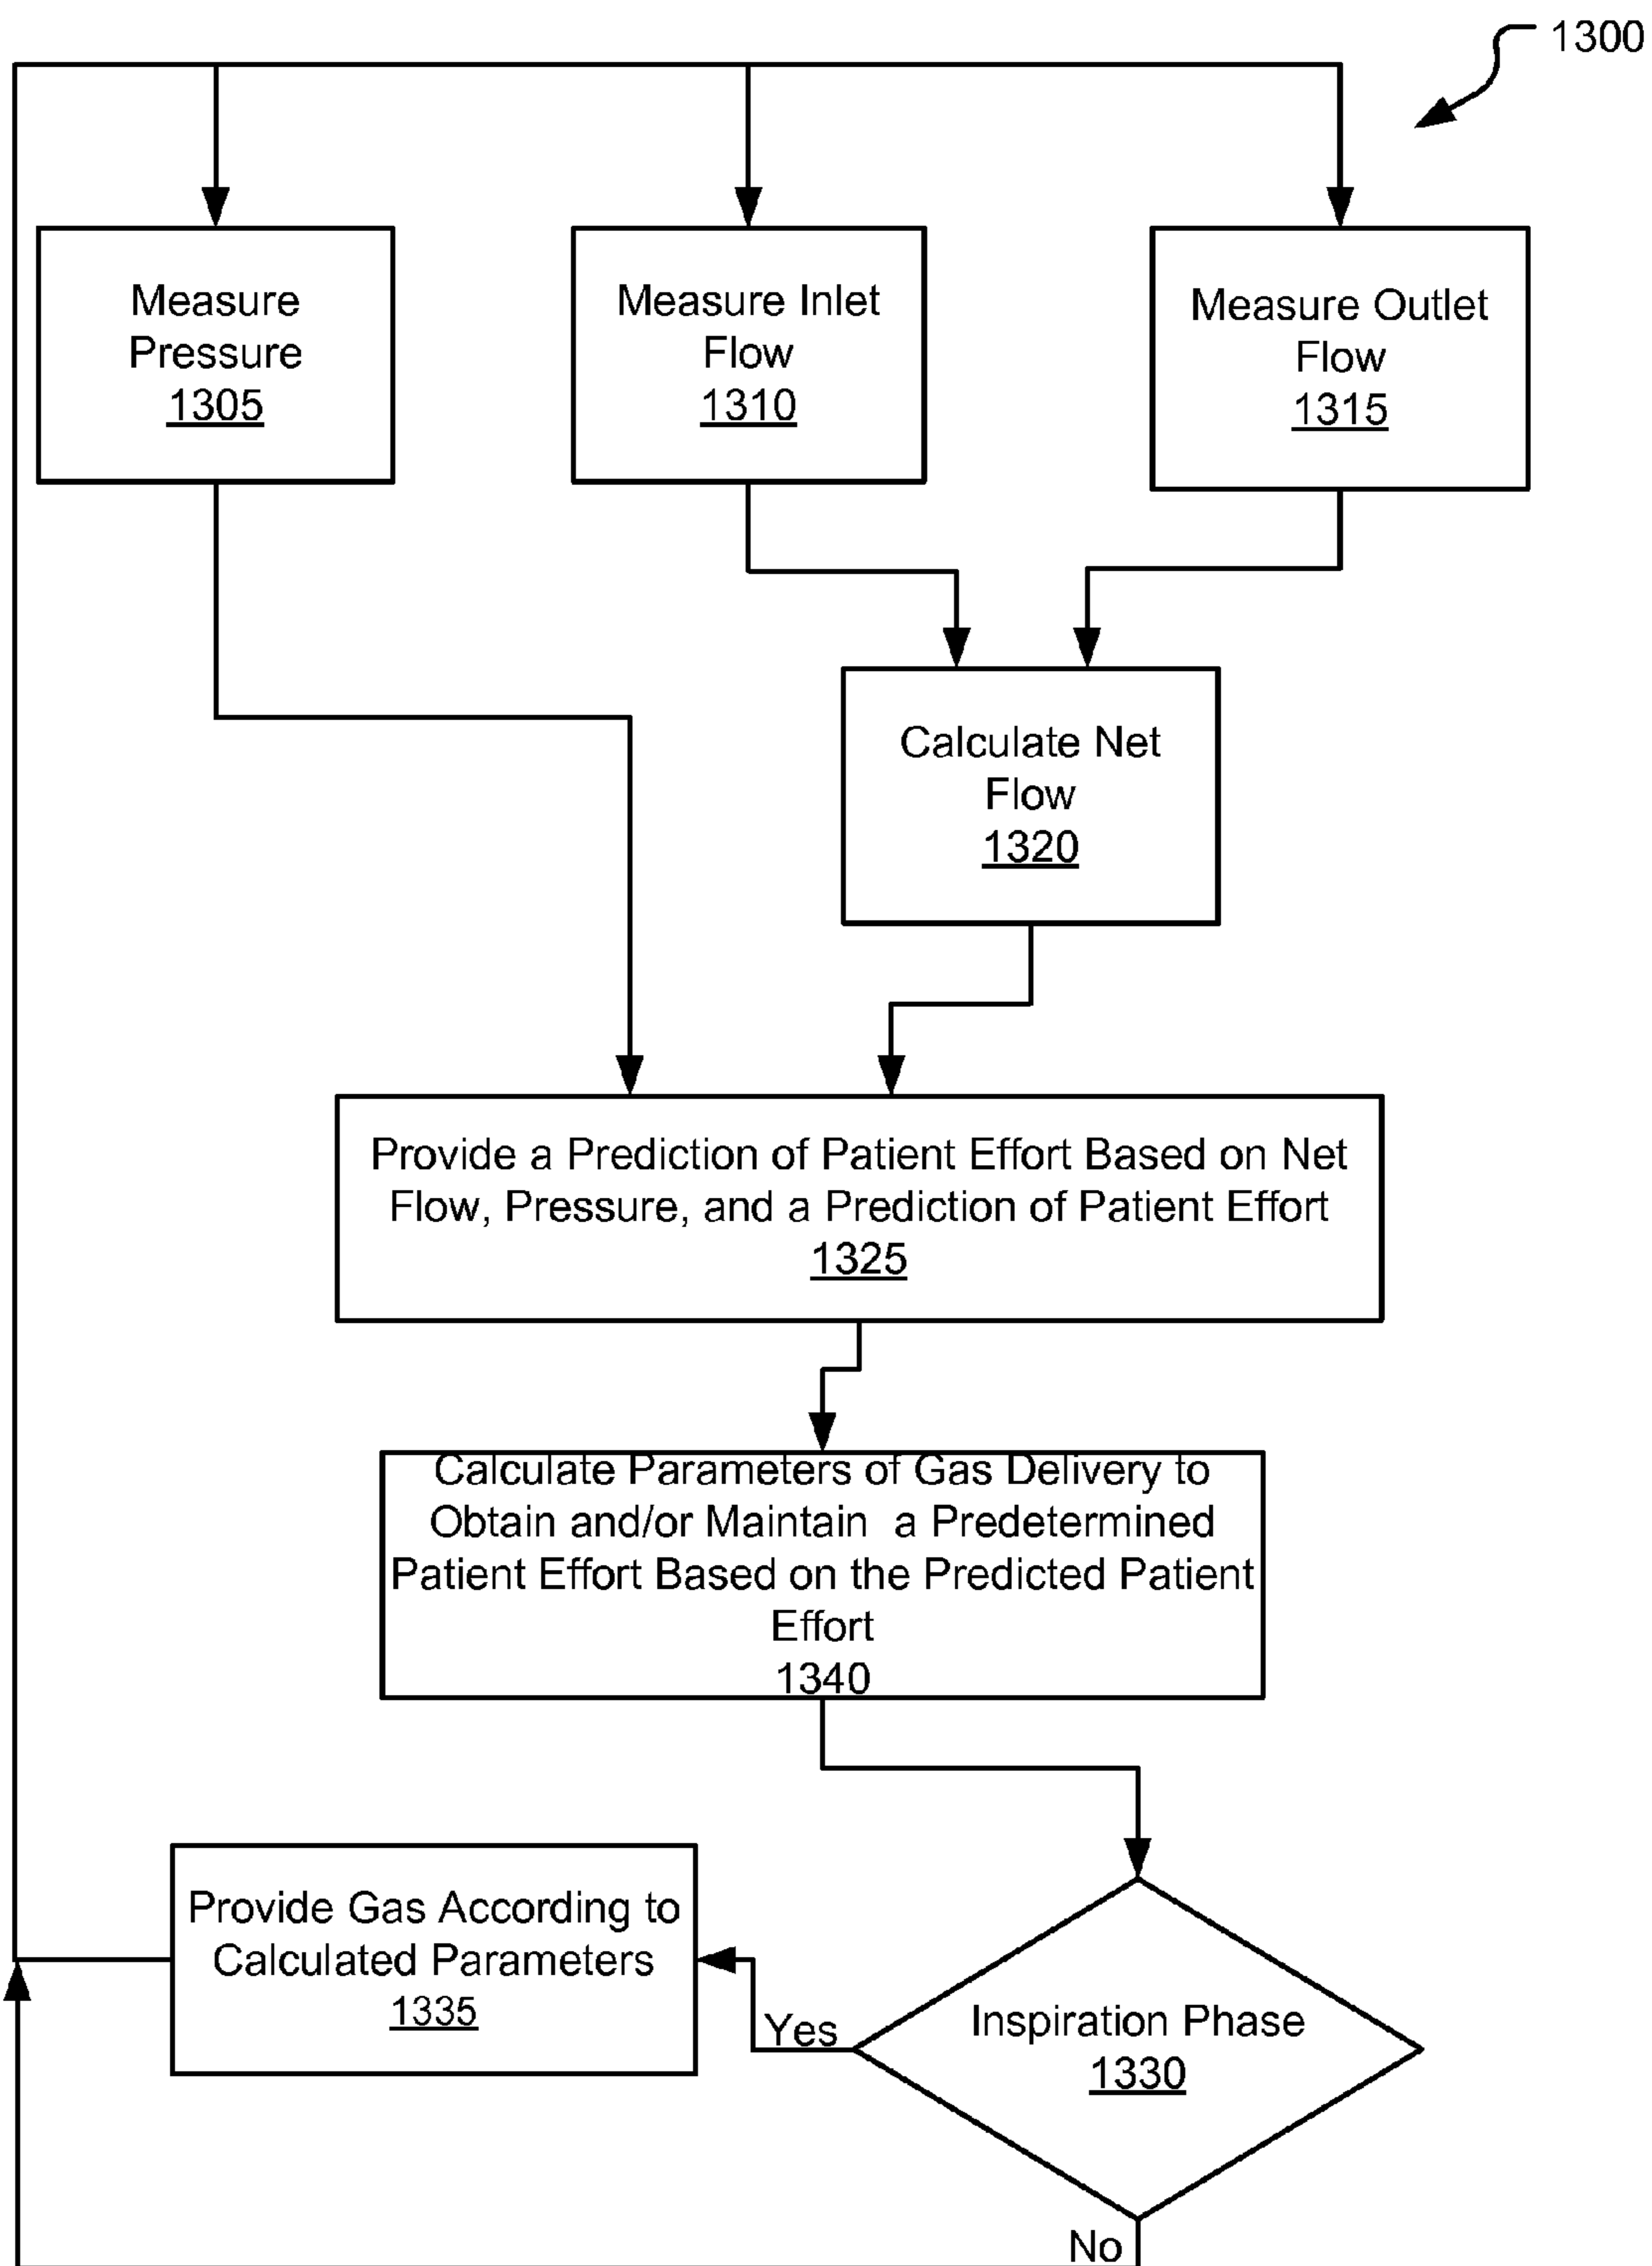 1300
Measure
Pressure
1305
Measure Inlet
Flow
1310
Measure Outlet
Flow
1315
Calculate Net
Flow
1320
Provide a Prediction of Patient Effort Based on Net
Flow, Pressure, and a Prediction of Patient Effort
1325
Calculate Parameters of Gas Delivery to
Obtain and/or Maintain a Predetermined
Patient Effort Based on the Predicted Patient
Effort
1340
Provide Gas According to
Calculated Parameters
1335
Yes
Inspiration Phase
1330
No